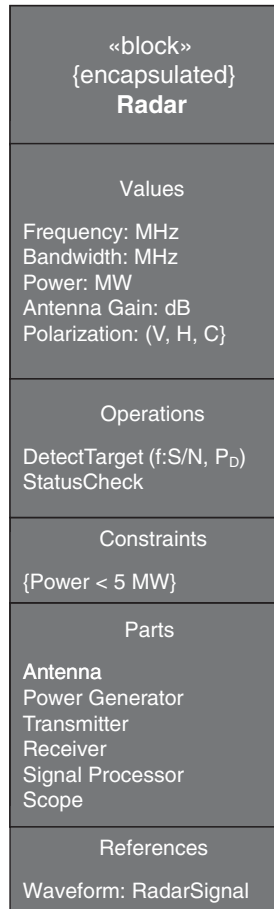 «block»
{encapsulated}
Radar
Values
Frequency: MHz
Bandwidth: MHz
Power: MW
Antenna Gain: dB
Polarization: (V, H, C}
Operations
DetectTarget (f:S/N, P_D)
StatusCheck
Constraints
{Power < 5 MW}
Parts
Antenna
Power Generator
Transmitter
Receiver
Signal Processor
Scope
References
Waveform: RadarSignal